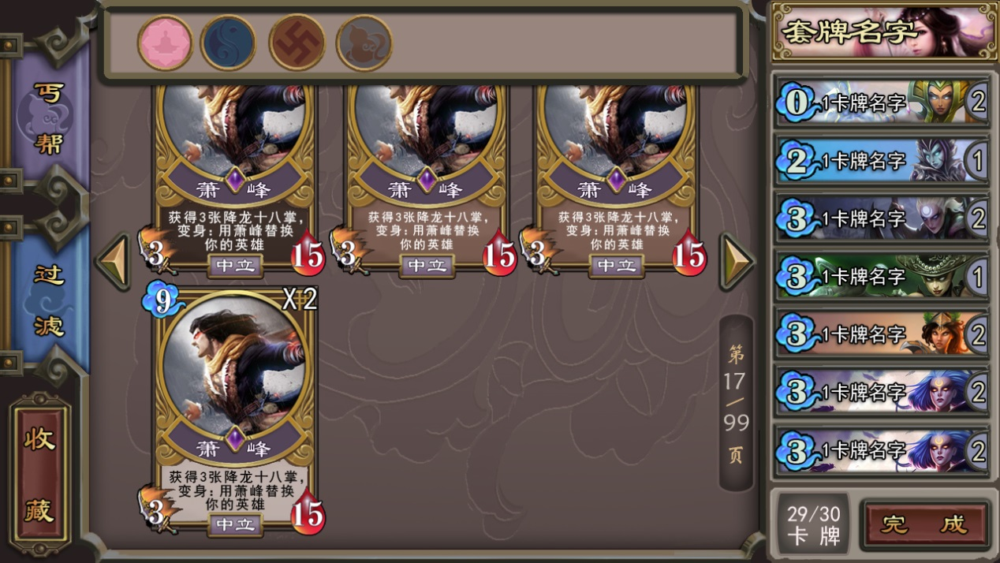 丐帮
过滤
收藏
萧峰
获得3张降龙十八掌，
变身：用萧峰替换
你的英雄
3
中立
15
萧峰
获得3张降龙十八掌，
变身：用萧峰替换
你的英雄
3
中立
15
萧峰
获得3张降龙十八掌，
变身：用萧峰替换
你的英雄
3
中立
15
9
X2
萧峰
获得3张降龙十八掌，
变身：用萧峰替换
你的英雄
3
中立
15
第
17
/
99
页
套牌名字
0 1卡牌名字 2
2 1卡牌名字 1
3 1卡牌名字 2
3 1卡牌名字 1
3 1卡牌名字 2
3 1卡牌名字 2
3 1卡牌名字 2
29/30
卡牌
完成